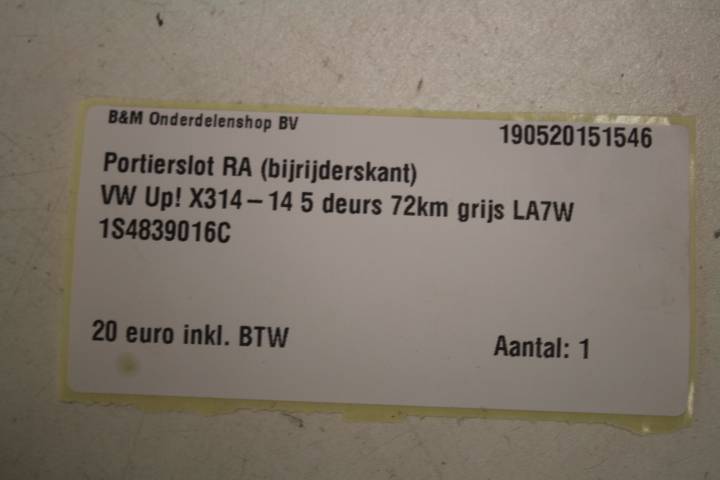 B&M Onderdelenshop BV
190520151546
Portierslot RA (bijrijderskant)
VW Up! X314-14 5 deurs 72km grijs LA7W
1S4839016C
20 euro inkl. BTW
Aantal: 1